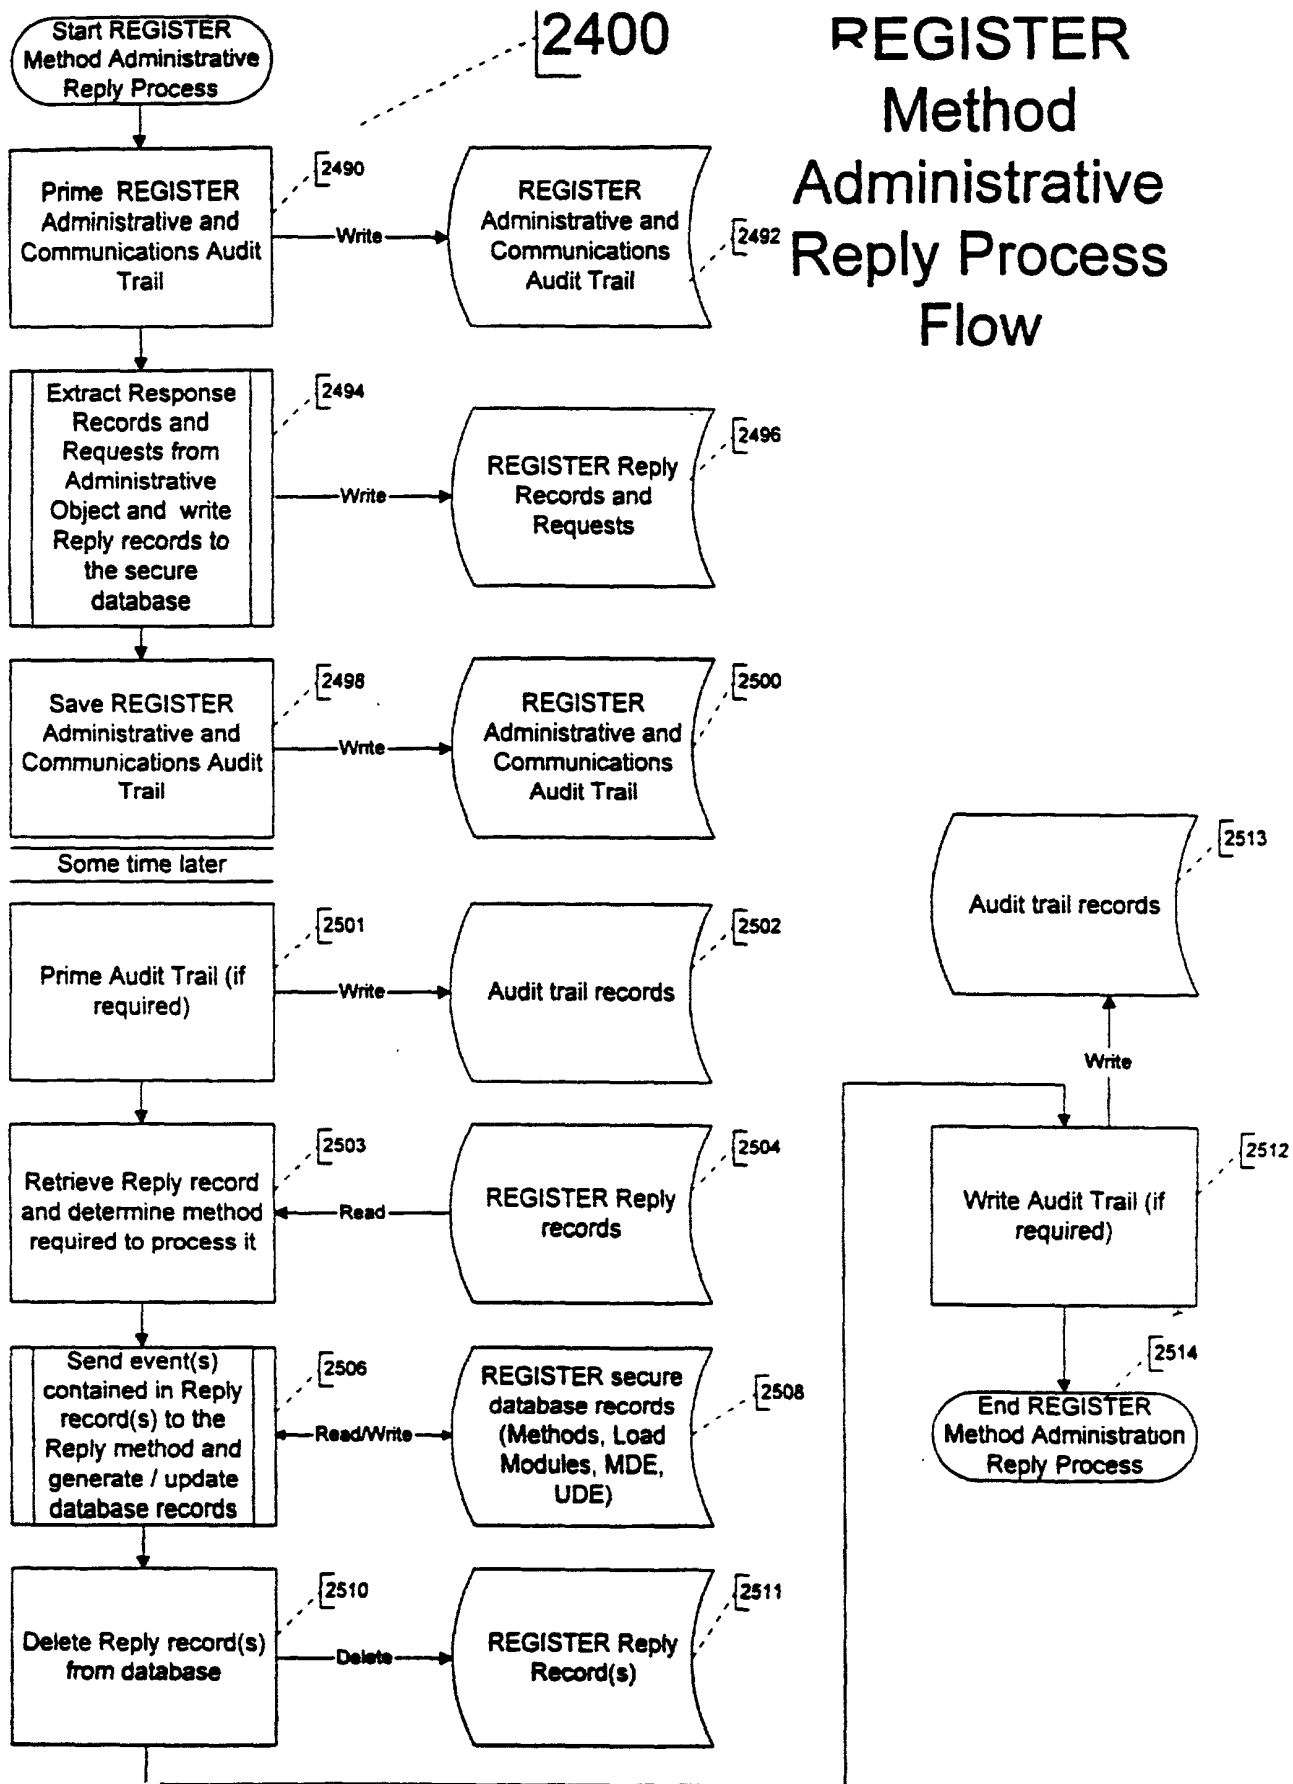 2400
REGISTER
Method
Administrative
Reply Process
Flow
Start REGISTER
Method Administrative
Reply Process
Prime REGISTER
Administrative and
Communications Audit
Trail
2490
Write
REGISTER
Administrative and
Communications
Audit Trail
2492
Extract Response
Records and
Requests from
Administrative
Object and write
Reply records to
the secure
database
2494
Write
REGISTER Reply
Records and
Requests
2496
Save REGISTER
Administrative and
Communications Audit
Trail
2498
Write
REGISTER
Administrative and
Communications
Audit Trail
2500
Some time later
Prime Audit Trail (if
required)
2501
Write
Audit trail records
2502
Retrieve Reply record
and determine method
required to process it
2503
Read
REGISTER Reply
records
2504
Send event(s)
contained in Reply
record(s) to the
Reply method and
generate / update
database records
2506
Read/Write
REGISTER secure
database records
(Methods, Load
Modules, MDE,
UDE)
2508
Delete Reply record(s)
from database
2510
Delete
REGISTER Reply
Record(s)
2511
Audit trail records
2513
Write
Write Audit Trail (if
required)
2512
2514
End REGISTER
Method Administration
Reply Process